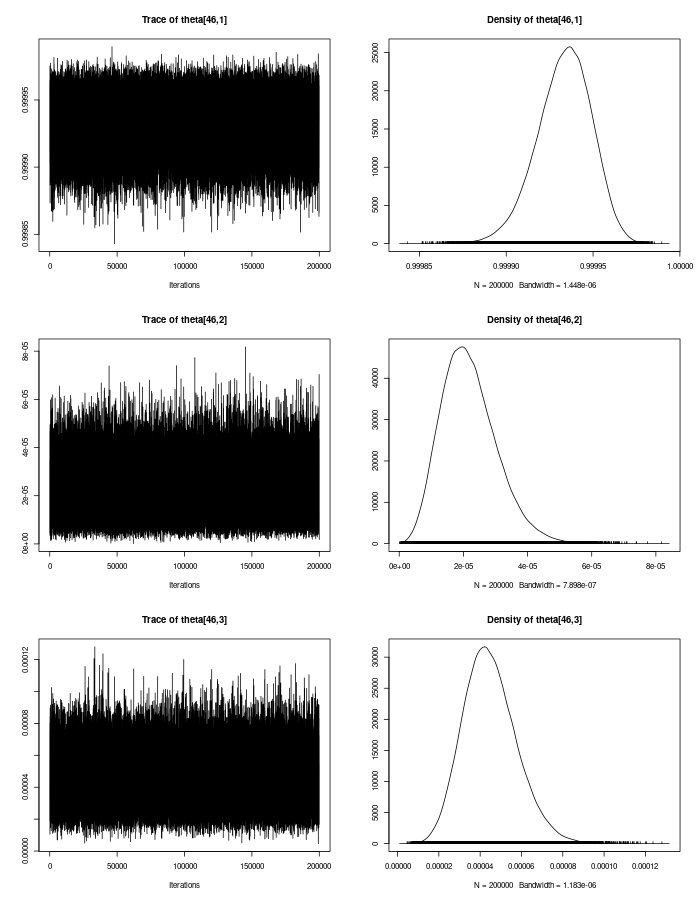 Trace of theta[46,1]
0.99985 0.99990 0.99995
0 50000 100000 150000 200000
Iterations
Density of theta[46,1]
0 5000 10000 15000 20000 25000
0.99985 0.99990 0.99995 1.00000
N = 200000 Bandwidth = 1.448e-06
Trace of theta[46,2]
0e+00 2e-05 4e-05 6e-05 8e-05
0 50000 100000 150000 200000
Iterations
Density of theta[46,2]
0 10000 20000 30000 40000
0e+00 2e-05 4e-05 6e-05 8e-05
N = 200000 Bandwidth = 7.898e-07
Trace of theta[46,3]
0.00000 0.00004 0.00008 0.00012
0 50000 100000 150000 200000
Iterations
Density of theta[46,3]
0 5000 10000 15000 20000 25000 30000
0.00000 0.00002 0.00004 0.00006 0.00008 0.00010 0.00012
N = 200000 Bandwidth = 1.183e-06